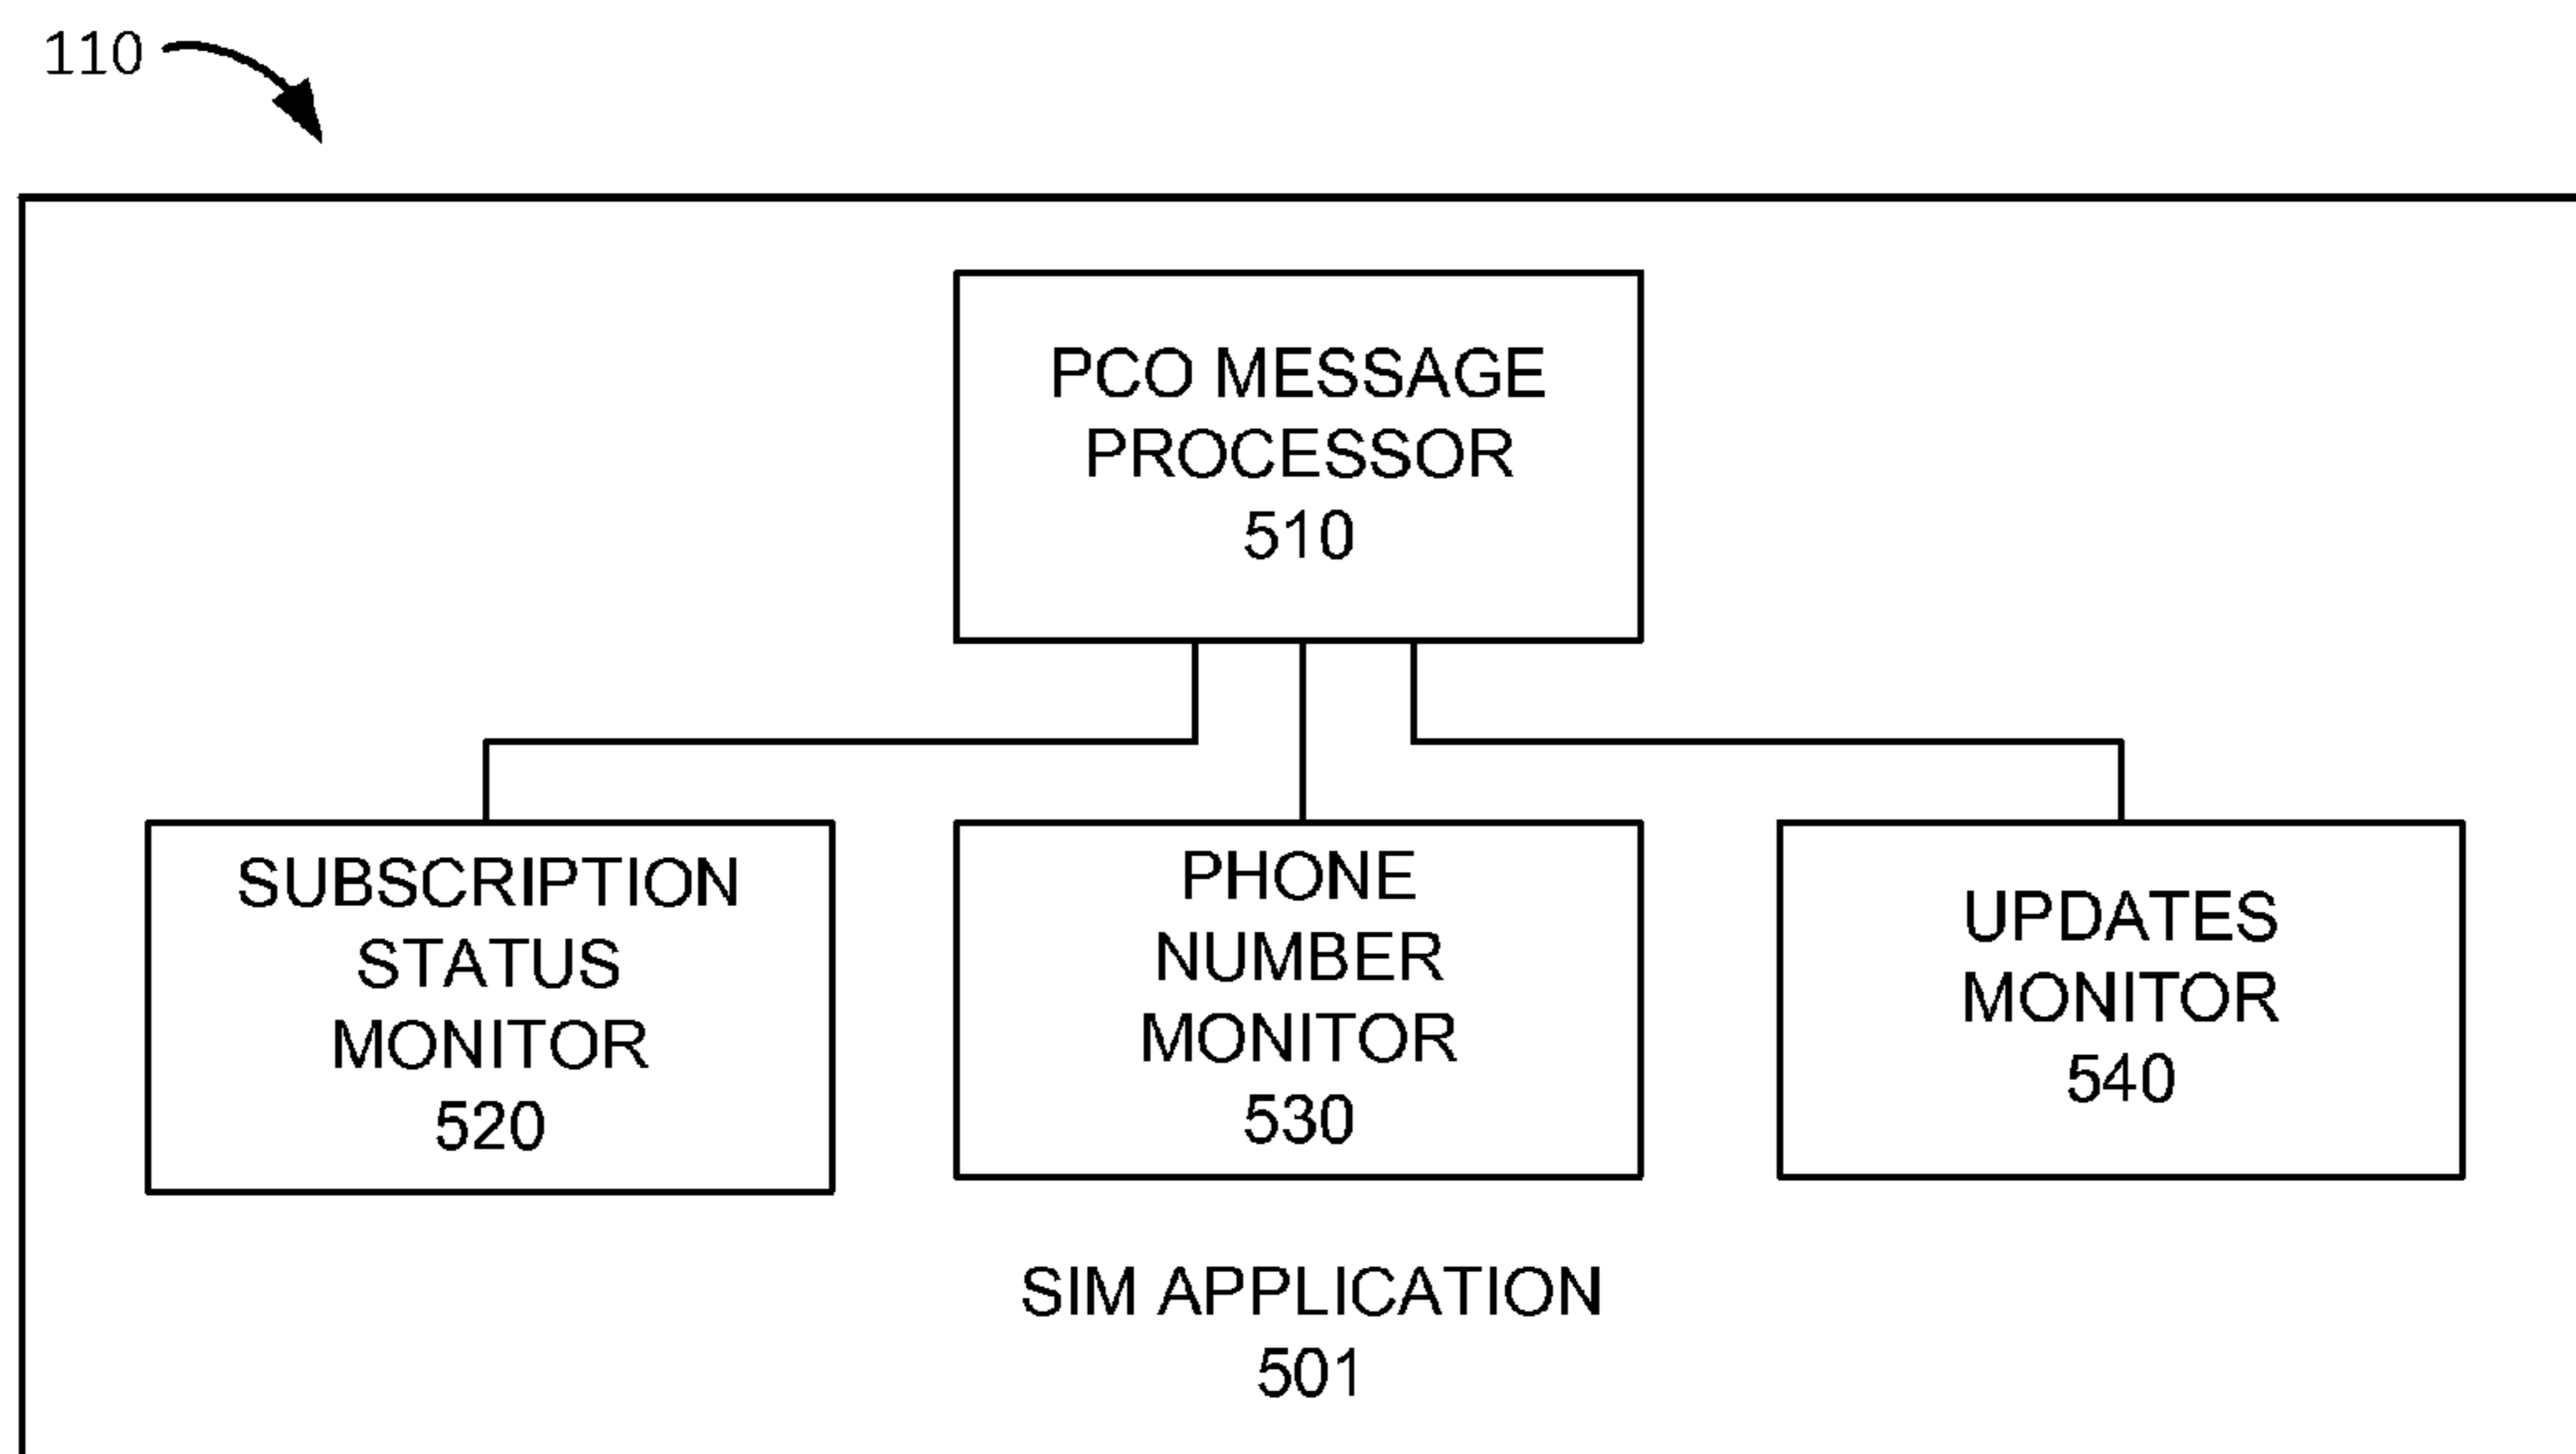 110
PCO MESSAGE
PROCESSOR
510
SUBSCRIPTION
STATUS
MONITOR
520
PHONE
NUMBER
MONITOR
530
UPDATES
MONITOR
540
SIM APPLICATION
501